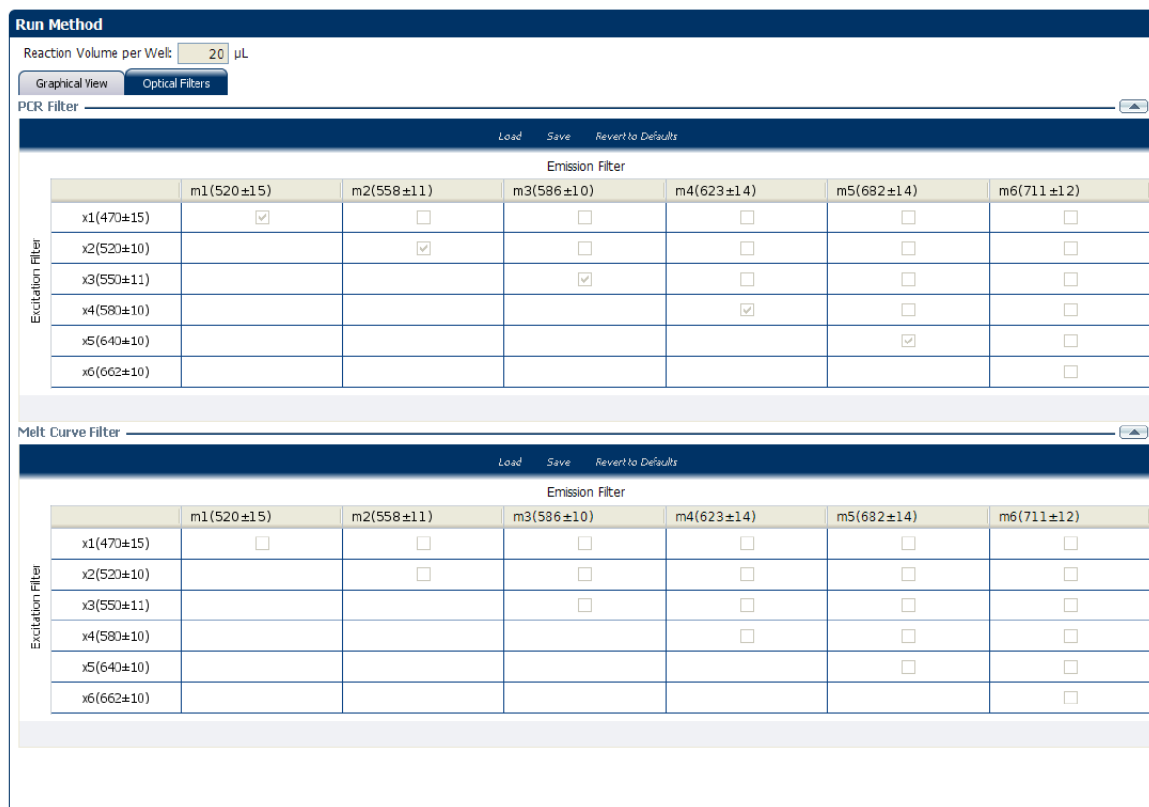 Run Method
Reaction Volume per Well: 20 µL
Graphical View Optical Filters
PCR Filter
Load Save Revert to Defaults
Emission Filter
m1(520±15) m2(558±11) m3(586±10) m4(623±14) m5(682±14) m6(711±12)
Excitation Filter
x1(470±15)
x2(520±10)
x3(550±11)
x4(580±10)
x5(640±10)
x6(662±10)
Melt Curve Filter
Load Save Revert to Defaults
Emission Filter
m1(520±15) m2(558±11) m3(586±10) m4(623±14) m5(682±14) m6(711±12)
Excitation Filter
x1(470±15)
x2(520±10)
x3(550±11)
x4(580±10)
x5(640±10)
x6(662±10)